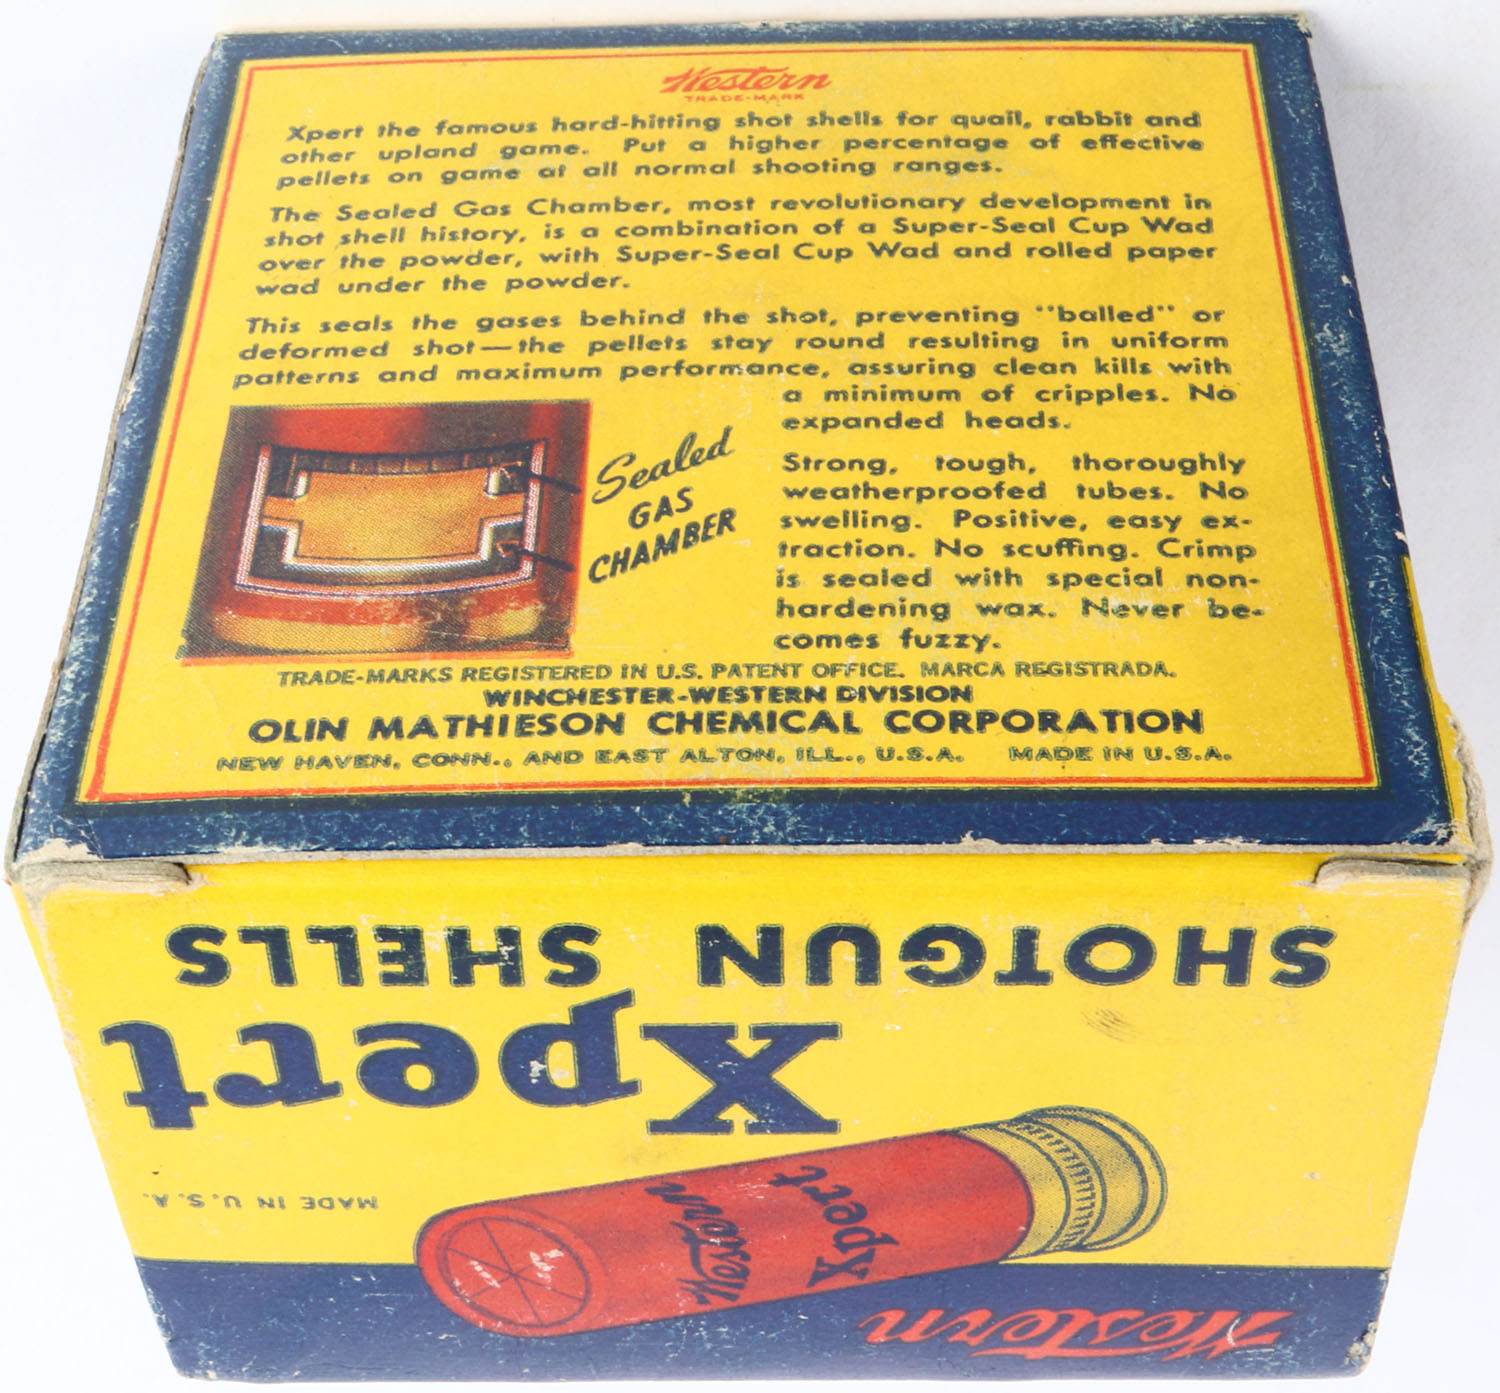 Western
TRADE-MARK
Xpert the famous hard-hitting shot shells for quail, rabbit and
other upland game. Put a higher percentage of effective
pellets on game at all normal shooting ranges.
The Sealed Gas Chamber, most revolutionary development in
shot shell history, is a combination of a Super-Seal Cup Wad
over the powder, with Super-Seal Cup Wad and rolled paper
wad under the powder.
This seals the gases behind the shot, preventing "balled" or
deformed shot—the pellets stay round resulting in uniform
patterns and maximum performance, assuring clean kills with
a minimum of cripples. No
expanded heads.
Strong, tough, thoroughly
weatherproofed tubes. No
swelling. Positive, easy ex-
traction. No scuffing. Crimp
is sealed with special non-
hardening wax. Never be-
comes fuzzy.
Sealed
GAS
CHAMBER
TRADE-MARKS REGISTERED IN U.S. PATENT OFFICE. MARCA REGISTRADA.
WINCHESTER-WESTERN DIVISION
OLIN MATHIESON CHEMICAL CORPORATION
NEW HAVEN, CONN., AND EAST ALTON, ILL., U.S.A. MADE IN U.S.A.
SHOTGUN SHELLS
Xpert
MADE IN U.S.A.
Western
Xpert
Western